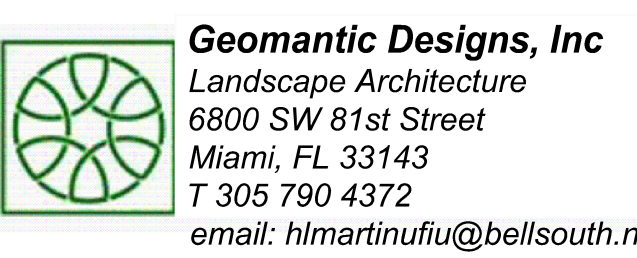 Geomantic Designs, Inc
Landscape Architecture
6800 SW 81st Street
Miami, FL 33143
T 305 790 4372
email: hlmartinufiu@bellsouth.n